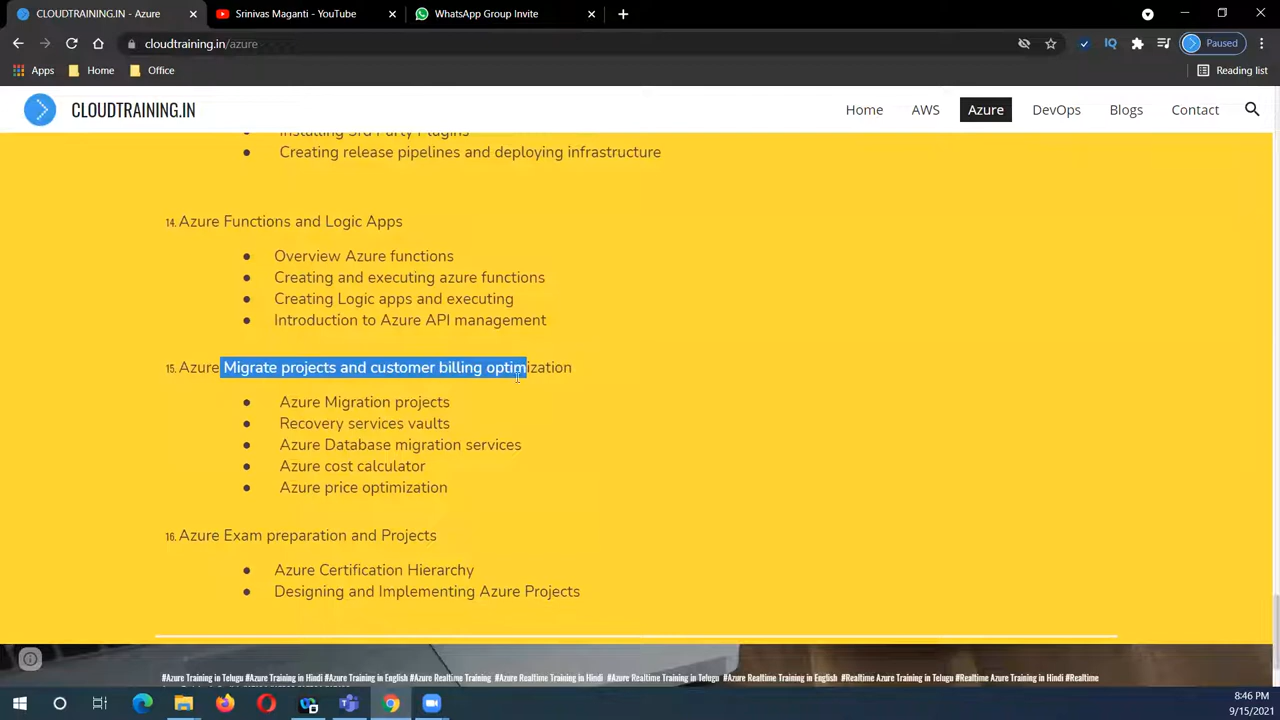 CLOUDTRAINING.IN - Azure
Srinivas Maganti - YouTube
WhatsApp Group Invite
cloudtraining.in/azure
Paused
Apps
Home
Office
Reading list
CLOUDTRAINING.IN
Home
AWS
Azure
DevOps
Blogs
Contact
Installing 3rd Party Plugins
● Creating release pipelines and deploying infrastructure
14. Azure Functions and Logic Apps
● Overview Azure functions
● Creating and executing azure functions
● Creating Logic apps and executing
● Introduction to Azure API management
15. Azure Migrate projects and customer billing optimization
● Azure Migration projects
● Recovery services vaults
● Azure Database migration services
● Azure cost calculator
● Azure price optimization
16. Azure Exam preparation and Projects
● Azure Certification Hierarchy
● Designing and Implementing Azure Projects
#Azure Training in Telugu #Azure Training in Hindi #Azure Training in English #Azure Realtime Training #Azure Realtime Training in Hindi #Azure Realtime Training in Telugu #Azure Realtime Training in English #Realtime Azure Training in Telugu #Realtime Azure Training in Hindi #Realtime
8:46 PM
9/15/2021